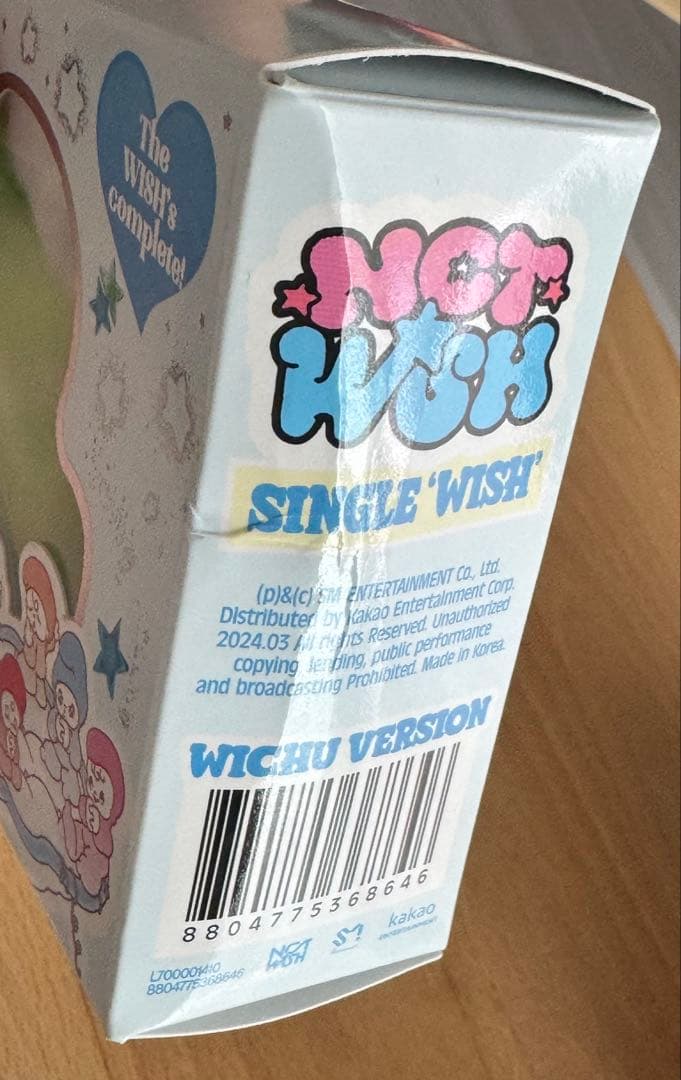 The
WISH's
complete!
NCT
WISH
SINGLE 'WISH'
(p)&(c) SM ENTERTAINMENT Co., Ltd.
Distributed by Kakao Entertainment Corp.
2024.03 All rights Reserved. Unauthorized
copying, lending, public performance
and broadcasting Prohibited. Made in Korea.
WICHU VERSION
8804775368646
NCT
WISH
SM
kakao
ENTERTAINMENT
L700001410
8804775368646